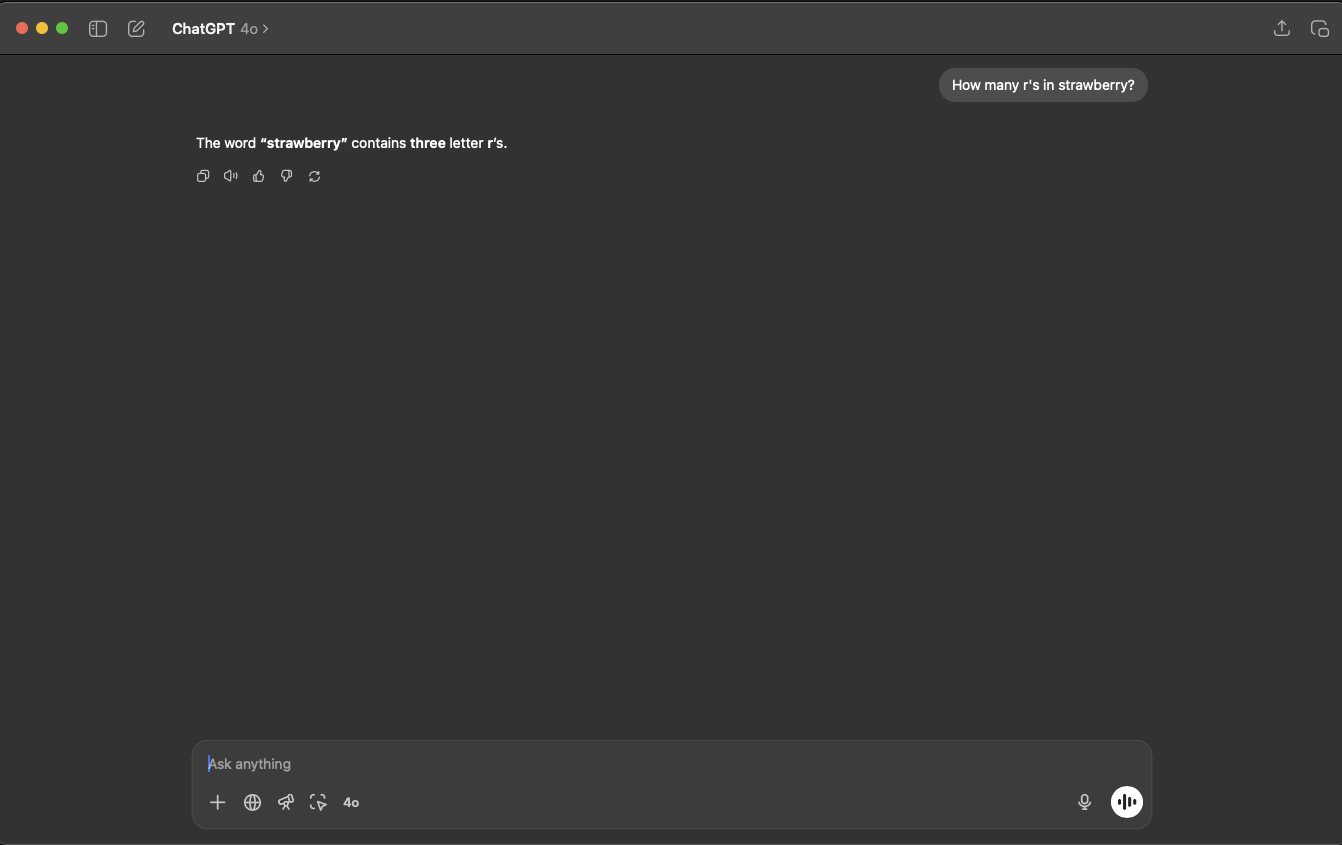 ChatGPT 4o >
How many r's in strawberry?
The word “strawberry” contains three letter r’s.
Ask anything
4o